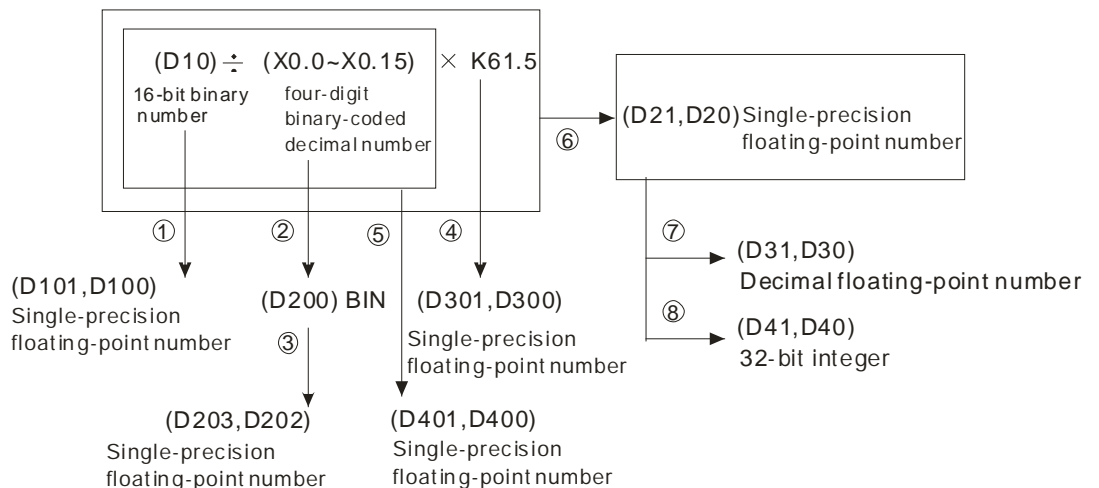 (D10) ÷ (X0.0~X0.15) × K61.5
16-bit binary
number
four-digit
binary-coded
decimal number
⑥
(D21,D20) Single-precision
floating-point number
①
②
⑤
④
⑦
(D31,D30)
Decimal floating-point number
(D101,D100)
Single-precision
floating-point number
(D200) BIN
③
(D301,D300)
Single-precision
floating-point number
⑧
(D41,D40)
32-bit integer
(D203,D202)
Single-precision
floating-point number
(D401,D400)
Single-precision
floating-point number